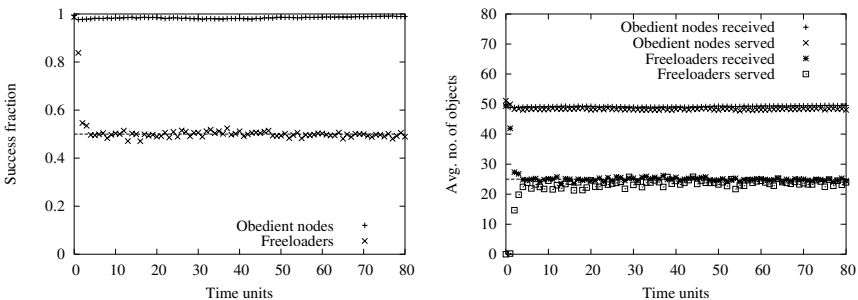 1
0.8
0.6
0.4
0.2
0
Success fraction
Obedient nodes
Freeloaders
0 10 20 30 40 50 60 70 80
Time units
80
70
60
50
40
30
20
10
0
Avg. no. of objects
Obedient nodes received
Obedient nodes served
Freeloaders received
Freeloaders served
0 10 20 30 40 50 60 70 80
Time units